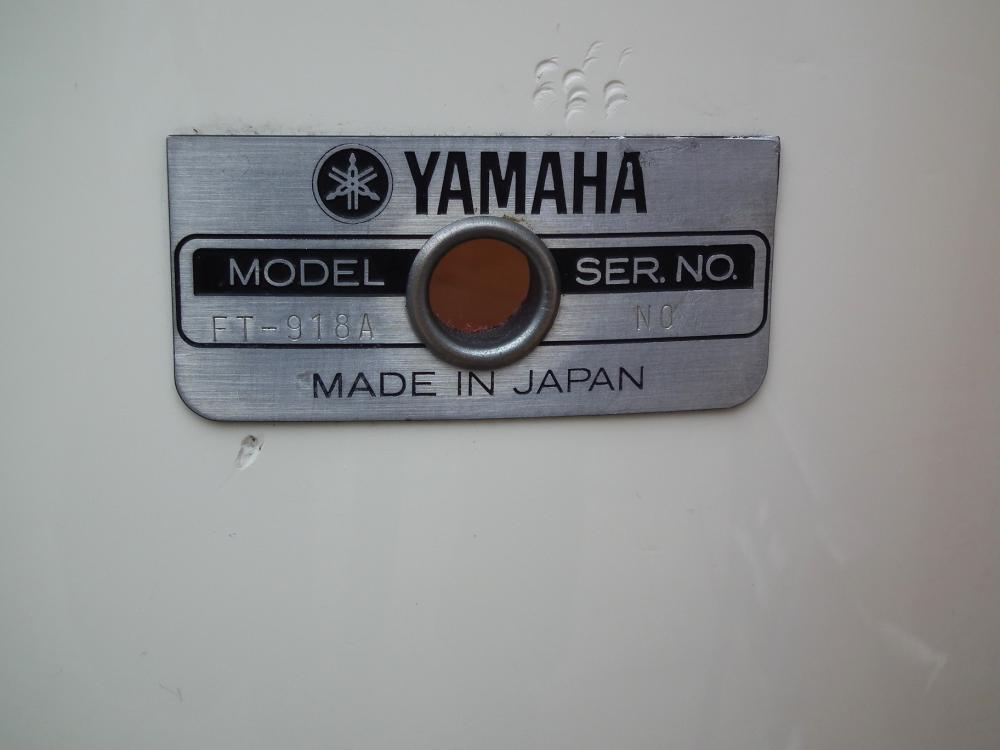 YAMAHA
MODEL SER. NO.
FT-918A NO
MADE IN JAPAN